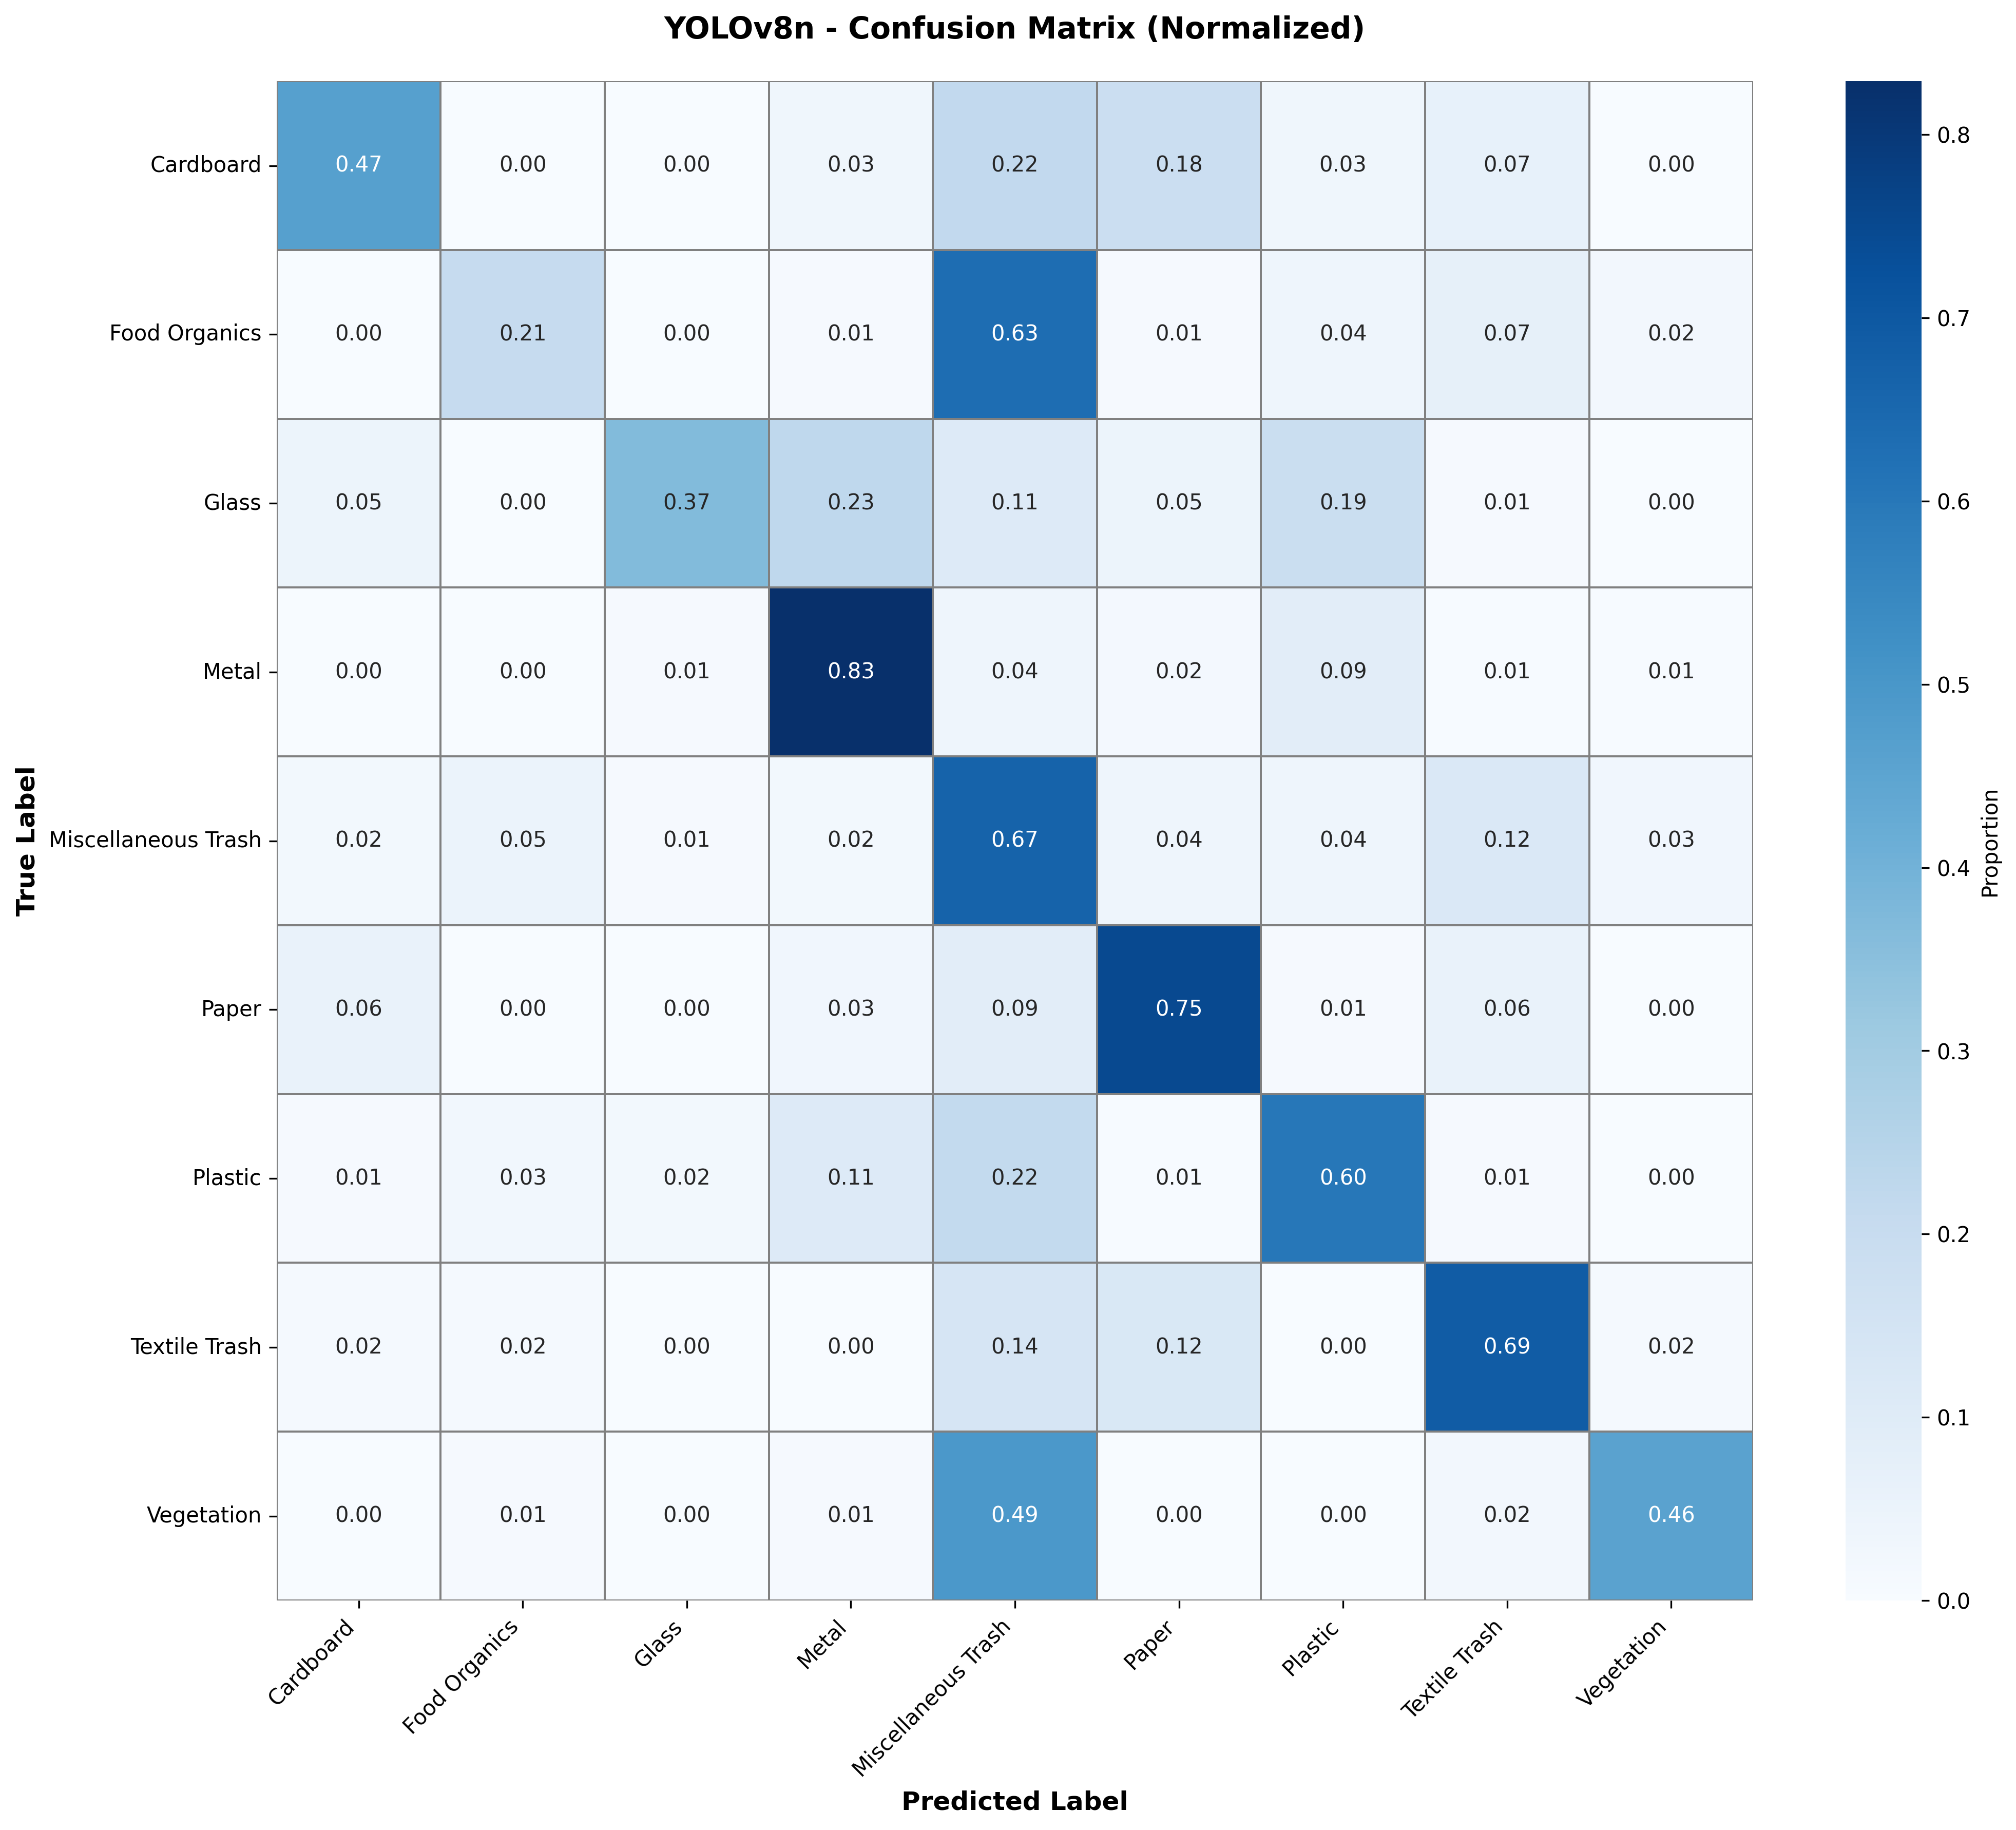 YOLOv8n - Confusion Matrix (Normalized)
Cardboard 0.47 0.00 0.00 0.03 0.22 0.18 0.03 0.07 0.00
Food Organics 0.00 0.21 0.00 0.01 0.63 0.01 0.04 0.07 0.02
Glass 0.05 0.00 0.37 0.23 0.11 0.05 0.19 0.01 0.00
Metal 0.00 0.00 0.01 0.83 0.04 0.02 0.09 0.01 0.01
Miscellaneous Trash 0.02 0.05 0.01 0.02 0.67 0.04 0.04 0.12 0.03
Paper 0.06 0.00 0.00 0.03 0.09 0.75 0.01 0.06 0.00
Plastic 0.01 0.03 0.02 0.11 0.22 0.01 0.60 0.01 0.00
Textile Trash 0.02 0.02 0.00 0.00 0.14 0.12 0.00 0.69 0.02
Vegetation 0.00 0.01 0.00 0.01 0.49 0.00 0.00 0.02 0.46
True Label
Cardboard Food Organics Glass Metal Miscellaneous Trash Paper Plastic Textile Trash Vegetation
Predicted Label
0.8
0.7
0.6
0.5
0.4
0.3
0.2
0.1
0.0
Proportion